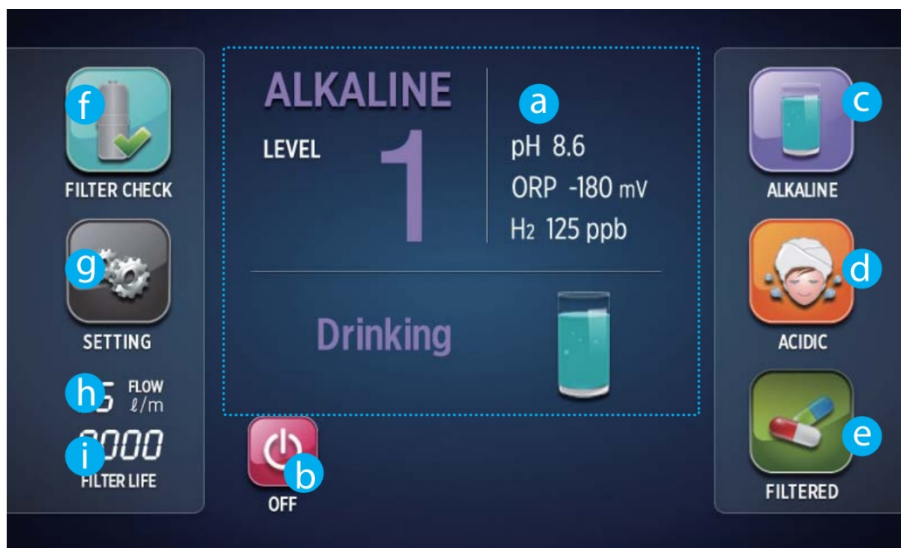 f
FILTER CHECK
g
SETTING
h
FLOW
ℓ/m
i
FILTER LIFE
ALKALINE
LEVEL 1
a
pH 8.6
ORP -180 mV
H2 125 ppb
Drinking
b
OFF
c
ALKALINE
d
ACIDIC
e
FILTERED